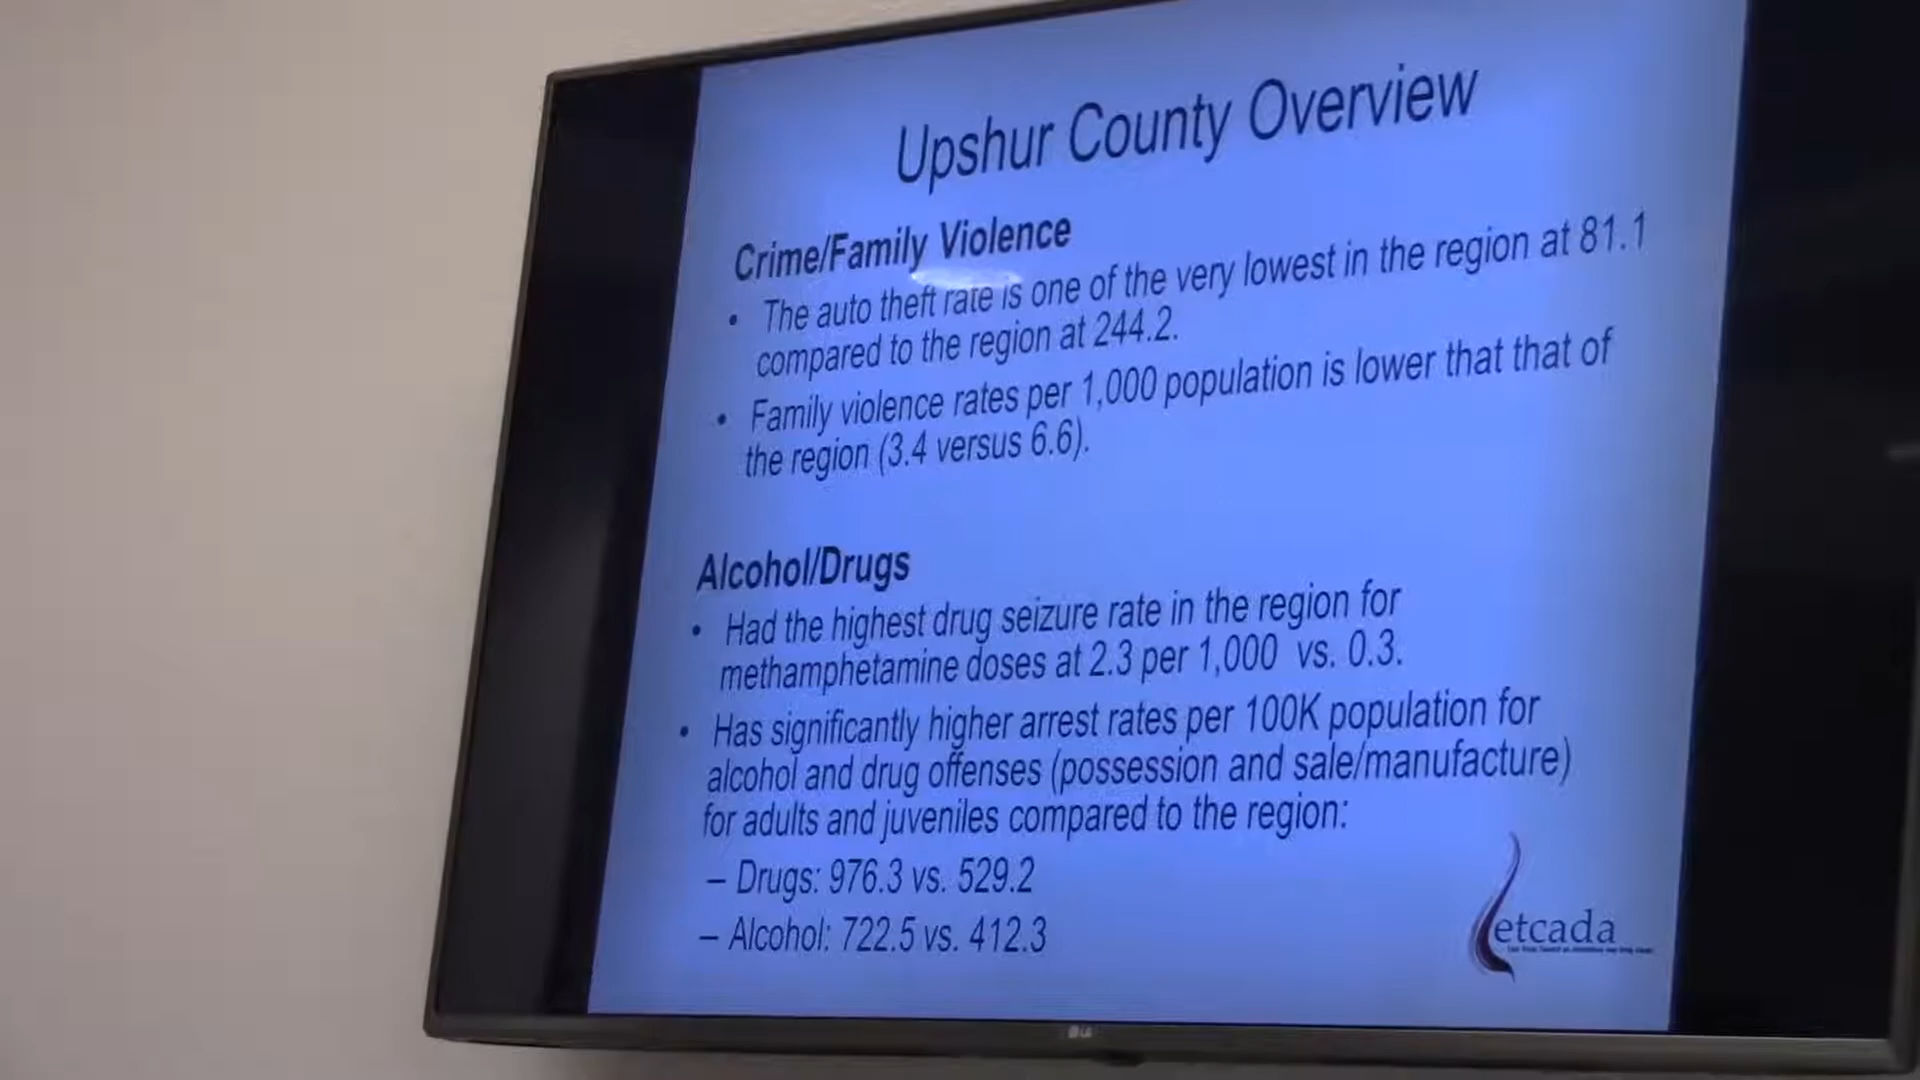 Upshur County Overview
Crime/Family Violence
• The auto theft rate is one of the very lowest in the region at 81.1
compared to the region at 244.2.
• Family violence rates per 1,000 population is lower that that of
the region (3.4 versus 6.6).
Alcohol/Drugs
• Had the highest drug seizure rate in the region for
methamphetamine doses at 2.3 per 1,000 vs. 0.3.
• Has significantly higher arrest rates per 100K population for
alcohol and drug offenses (possession and sale/manufacture)
for adults and juveniles compared to the region:
– Drugs: 976.3 vs. 529.2
– Alcohol: 722.5 vs. 412.3
etcada
LG